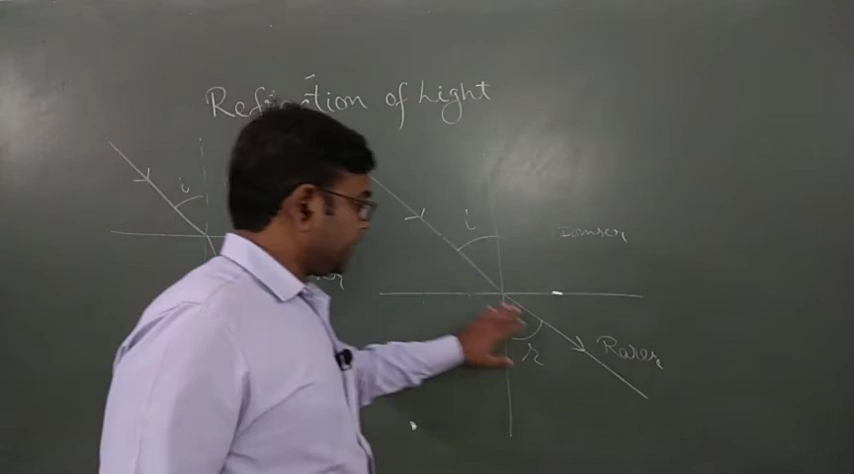 Refraction of Light
i
i
Denser
r
Rarer